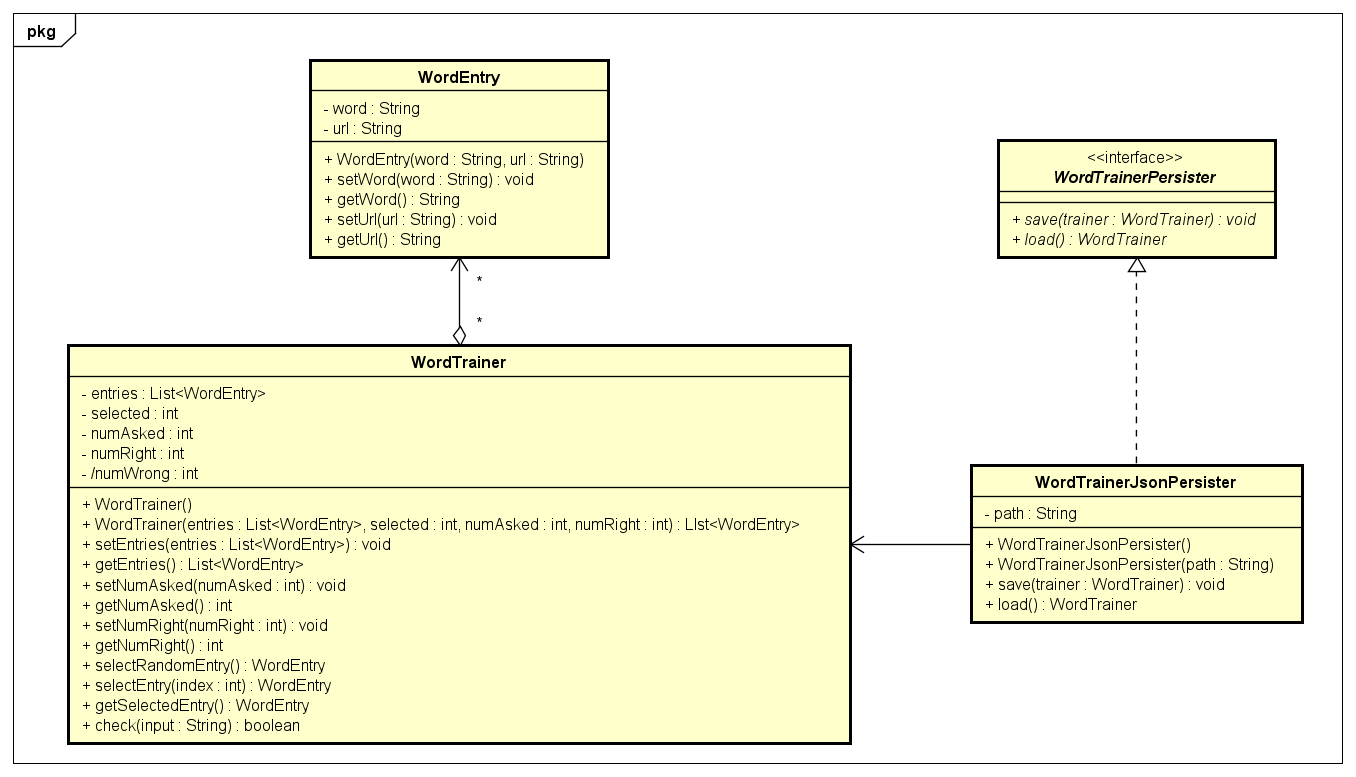 pkg
WordEntry
- word : String
- url : String
+ WordEntry(word : String, url : String)
+ setWord(word : String) : void
+ getWord() : String
+ setUrl(url : String) : void
+ getUrl() : String
<<interface>>
WordTrainerPersister
+ save(trainer : WordTrainer) : void
+ load() : WordTrainer
*
*
WordTrainer
- entries : List<WordEntry>
- selected : int
- numAsked : int
- numRight : int
- /numWrong : int
+ WordTrainer()
+ WordTrainer(entries : List<WordEntry>, selected : int, numAsked : int, numRight : int) : LIst<WordEntry>
+ setEntries(entries : List<WordEntry>) : void
+ getEntries() : List<WordEntry>
+ setNumAsked(numAsked : int) : void
+ getNumAsked() : int
+ setNumRight(numRight : int) : void
+ getNumRight() : int
+ selectRandomEntry() : WordEntry
+ selectEntry(index : int) : WordEntry
+ getSelectedEntry() : WordEntry
+ check(input : String) : boolean
WordTrainerJsonPersister
- path : String
+ WordTrainerJsonPersister()
+ WordTrainerJsonPersister(path : String)
+ save(trainer : WordTrainer) : void
+ load() : WordTrainer